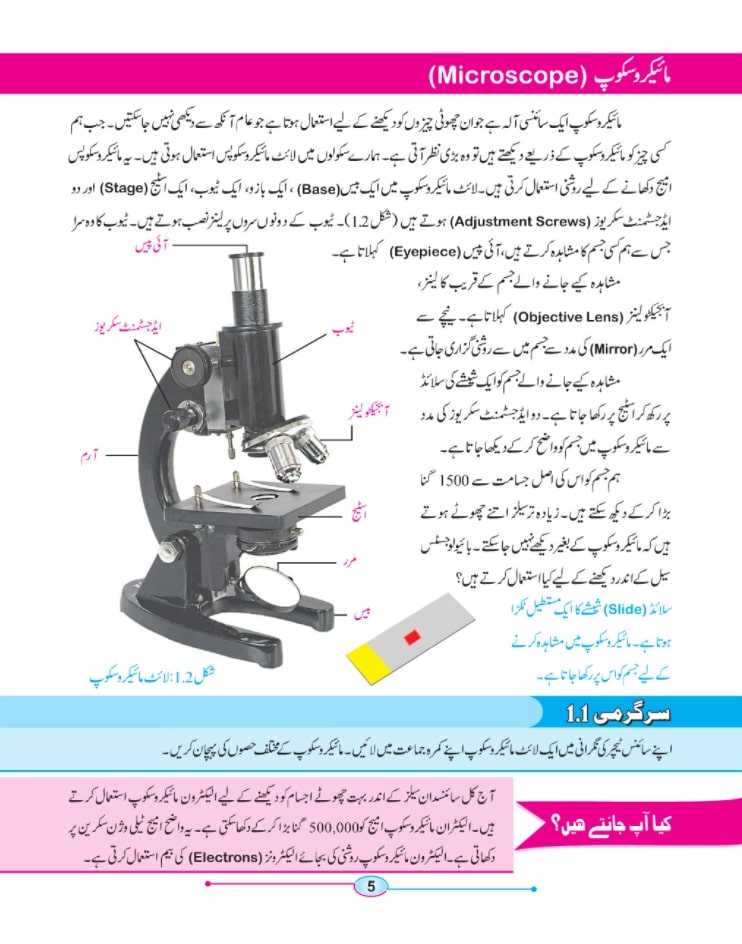 مائیکروسکوپ (Microscope)
مائیکروسکوپ ایک سائنسی آلہ ہے جو ان چھوٹی چیزوں کو دیکھنے کے لیے استعمال ہوتا ہے جو عام آنکھ سے دیکھی نہیں جاسکتیں۔ جب ہم
کسی چیز کو مائیکروسکوپ کے ذریعے دیکھتے ہیں تو وہ بڑی نظر آتی ہے۔ ہمارے سکولوں میں لائٹ مائیکروسکوپس استعمال ہوتی ہیں۔ یہ مائیکروسکوپس
امیج دکھانے کے لیے روشنی استعمال کرتی ہیں۔ لائٹ مائیکروسکوپ میں ایک بیس (Base)، ایک بازو، ایک ٹیوب، ایک اسٹیج (Stage) اور دو
ایڈجسٹمنٹ سکریوز (Adjustment Screws) ہوتے ہیں (شکل 1.2)۔ ٹیوب کے دونوں سروں پر لینز نصب ہوتے ہیں۔ ٹیوب کا وہ سرا
جس سے ہم کسی جسم کا مشاہدہ کرتے ہیں، آئی پیس (Eyepiece) کہلاتا ہے۔
مشاہدہ کیے جانے والے جسم کے قریب کا لینز،
آبجیکٹو لینز (Objective Lens) کہلاتا ہے۔ نیچے سے
ایک مرر (Mirror) کی مدد سے جسم میں سے روشنی گزاری جاتی ہے۔
مشاہدہ کیے جانے والے جسم کو ایک شیشے کی سلائڈ
پر رکھ کر اسٹیج پر رکھا جاتا ہے۔ دو ایڈجسٹمنٹ سکریوز کی مدد
سے مائیکروسکوپ میں جسم کو واضح کر کے دیکھا جاتا ہے۔
ہم جسم کو اس کی اصل جسامت سے 1500 گنا
بڑا کر کے دیکھ سکتے ہیں۔ زیادہ تر سیلز اتنے چھوٹے ہوتے
ہیں کہ مائیکروسکوپ کے بغیر دیکھے نہیں جاسکتے۔ بائیولوجسٹس
سیل کے اندر دیکھنے کے لیے کیا استعمال کرتے ہیں؟
آئی پیس
ایڈجسٹمنٹ سکریوز
ٹیوب
آبجیکٹو لینز
آرم
اسٹیج
مرر
بیس
شکل 1.2: لائٹ مائیکروسکوپ
سلائڈ (Slide) شیشے کا ایک مستطیل ٹکڑا
ہوتا ہے۔ مائیکروسکوپ میں مشاہدہ کرنے
کے لیے جسم کو اس پر رکھا جاتا ہے۔
سرگرمی 1.1
اپنے سائنس ٹیچر کی نگرانی میں ایک لائٹ مائیکروسکوپ اپنے کمرہ جماعت میں لائیں۔ مائیکروسکوپ کے مختلف حصوں کی پہچان کریں۔
کیا آپ جانتے ہیں؟
آج کل سائنسدان سیلز کے اندر بہت چھوٹے اجسام کو دیکھنے کے لیے الیکٹرون مائیکروسکوپ استعمال کرتے
ہیں۔ الیکٹران مائیکروسکوپ امیج کو 500,000 گنا بڑا کر کے دکھا سکتی ہے۔ یہ واضح امیج ٹیلی وژن سکرین پر
دکھاتی ہے۔ الیکٹرون مائیکروسکوپ روشنی کی بجائے الیکٹرونز (Electrons) کی بیم استعمال کرتی ہے۔
5